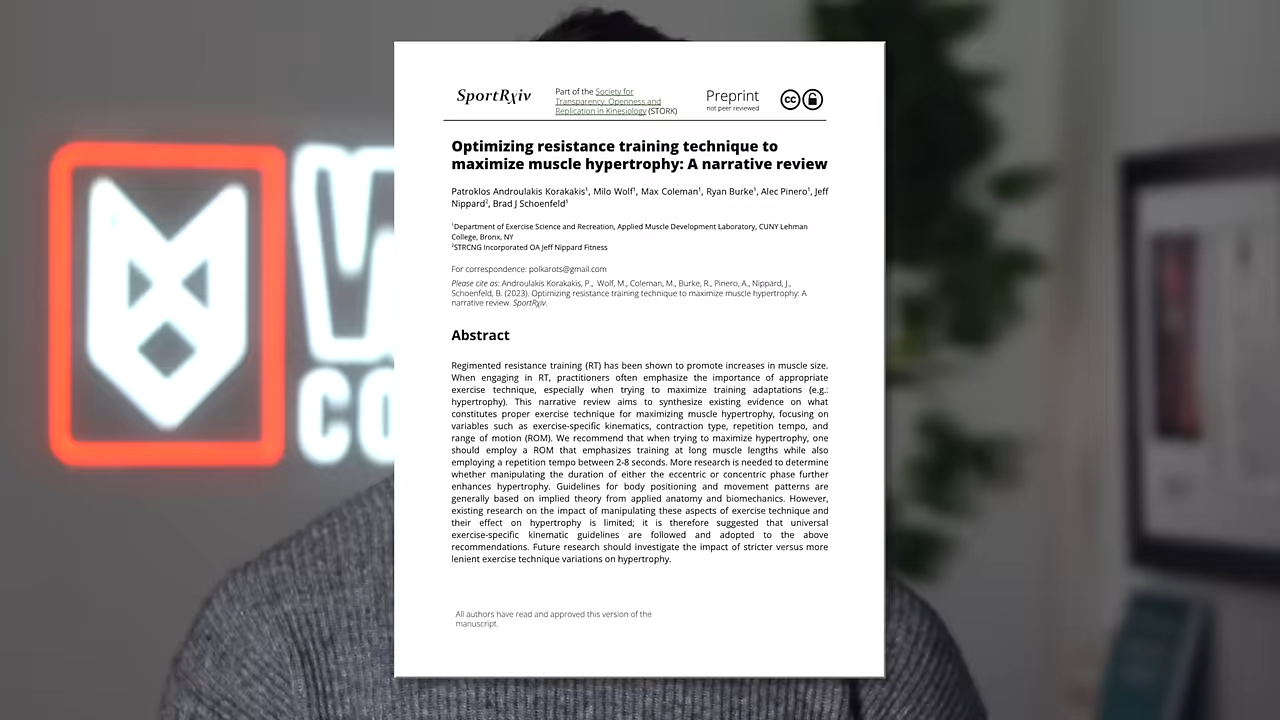 W
CO
SportRχiv
Part of the Society for
Transparency, Openness and
Replication in Kinesiology (STORK)
Preprint
not peer reviewed
cc
Optimizing resistance training technique to
maximize muscle hypertrophy: A narrative review
Patroklos Androulakis Korakakis¹, Milo Wolf¹, Max Coleman¹, Ryan Burke¹, Alec Pinero¹, Jeff
Nippard², Brad J Schoenfeld¹
¹Department of Exercise Science and Recreation, Applied Muscle Development Laboratory, CUNY Lehman
College, Bronx, NY
²STRCNG Incorporated OA Jeff Nippard Fitness
For correspondence: polkarots@gmail.com
Please cite as: Androulakis Korakakis, P., Wolf, M., Coleman, M., Burke, R., Pinero, A., Nippard, J.,
Schoenfeld, B. (2023). Optimizing resistance training technique to maximize muscle hypertrophy: A
narrative review. SportRχiv.
Abstract
Regimented resistance training (RT) has been shown to promote increases in muscle size.
When engaging in RT, practitioners often emphasize the importance of appropriate
exercise technique, especially when trying to maximize training adaptations (e.g.:
hypertrophy). This narrative review aims to synthesize existing evidence on what
constitutes proper exercise technique for maximizing muscle hypertrophy, focusing on
variables such as exercise-specific kinematics, contraction type, repetition tempo, and
range of motion (ROM). We recommend that when trying to maximize hypertrophy, one
should employ a ROM that emphasizes training at long muscle lengths while also
employing a repetition tempo between 2-8 seconds. More research is needed to determine
whether manipulating the duration of either the eccentric or concentric phase further
enhances hypertrophy. Guidelines for body positioning and movement patterns are
generally based on implied theory from applied anatomy and biomechanics. However,
existing research on the impact of manipulating these aspects of exercise technique and
their effect on hypertrophy is limited; it is therefore suggested that universal
exercise-specific kinematic guidelines are followed and adopted to the above
recommendations. Future research should investigate the impact of stricter versus more
lenient exercise technique variations on hypertrophy.
All authors have read and approved this version of the
manuscript.